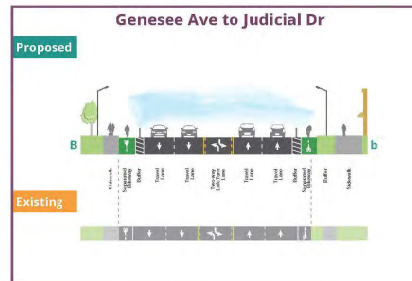 Genesee Ave to Judicial Dr
Proposed
B
b
Sidewalk
Separated Bikeway
Buffer
Travel Lane
Travel Lane
Two-way Left-Turn Lane
Travel Lane
Travel Lane
Buffer
Separated Bikeway
Buffer
Sidewalk
Existing